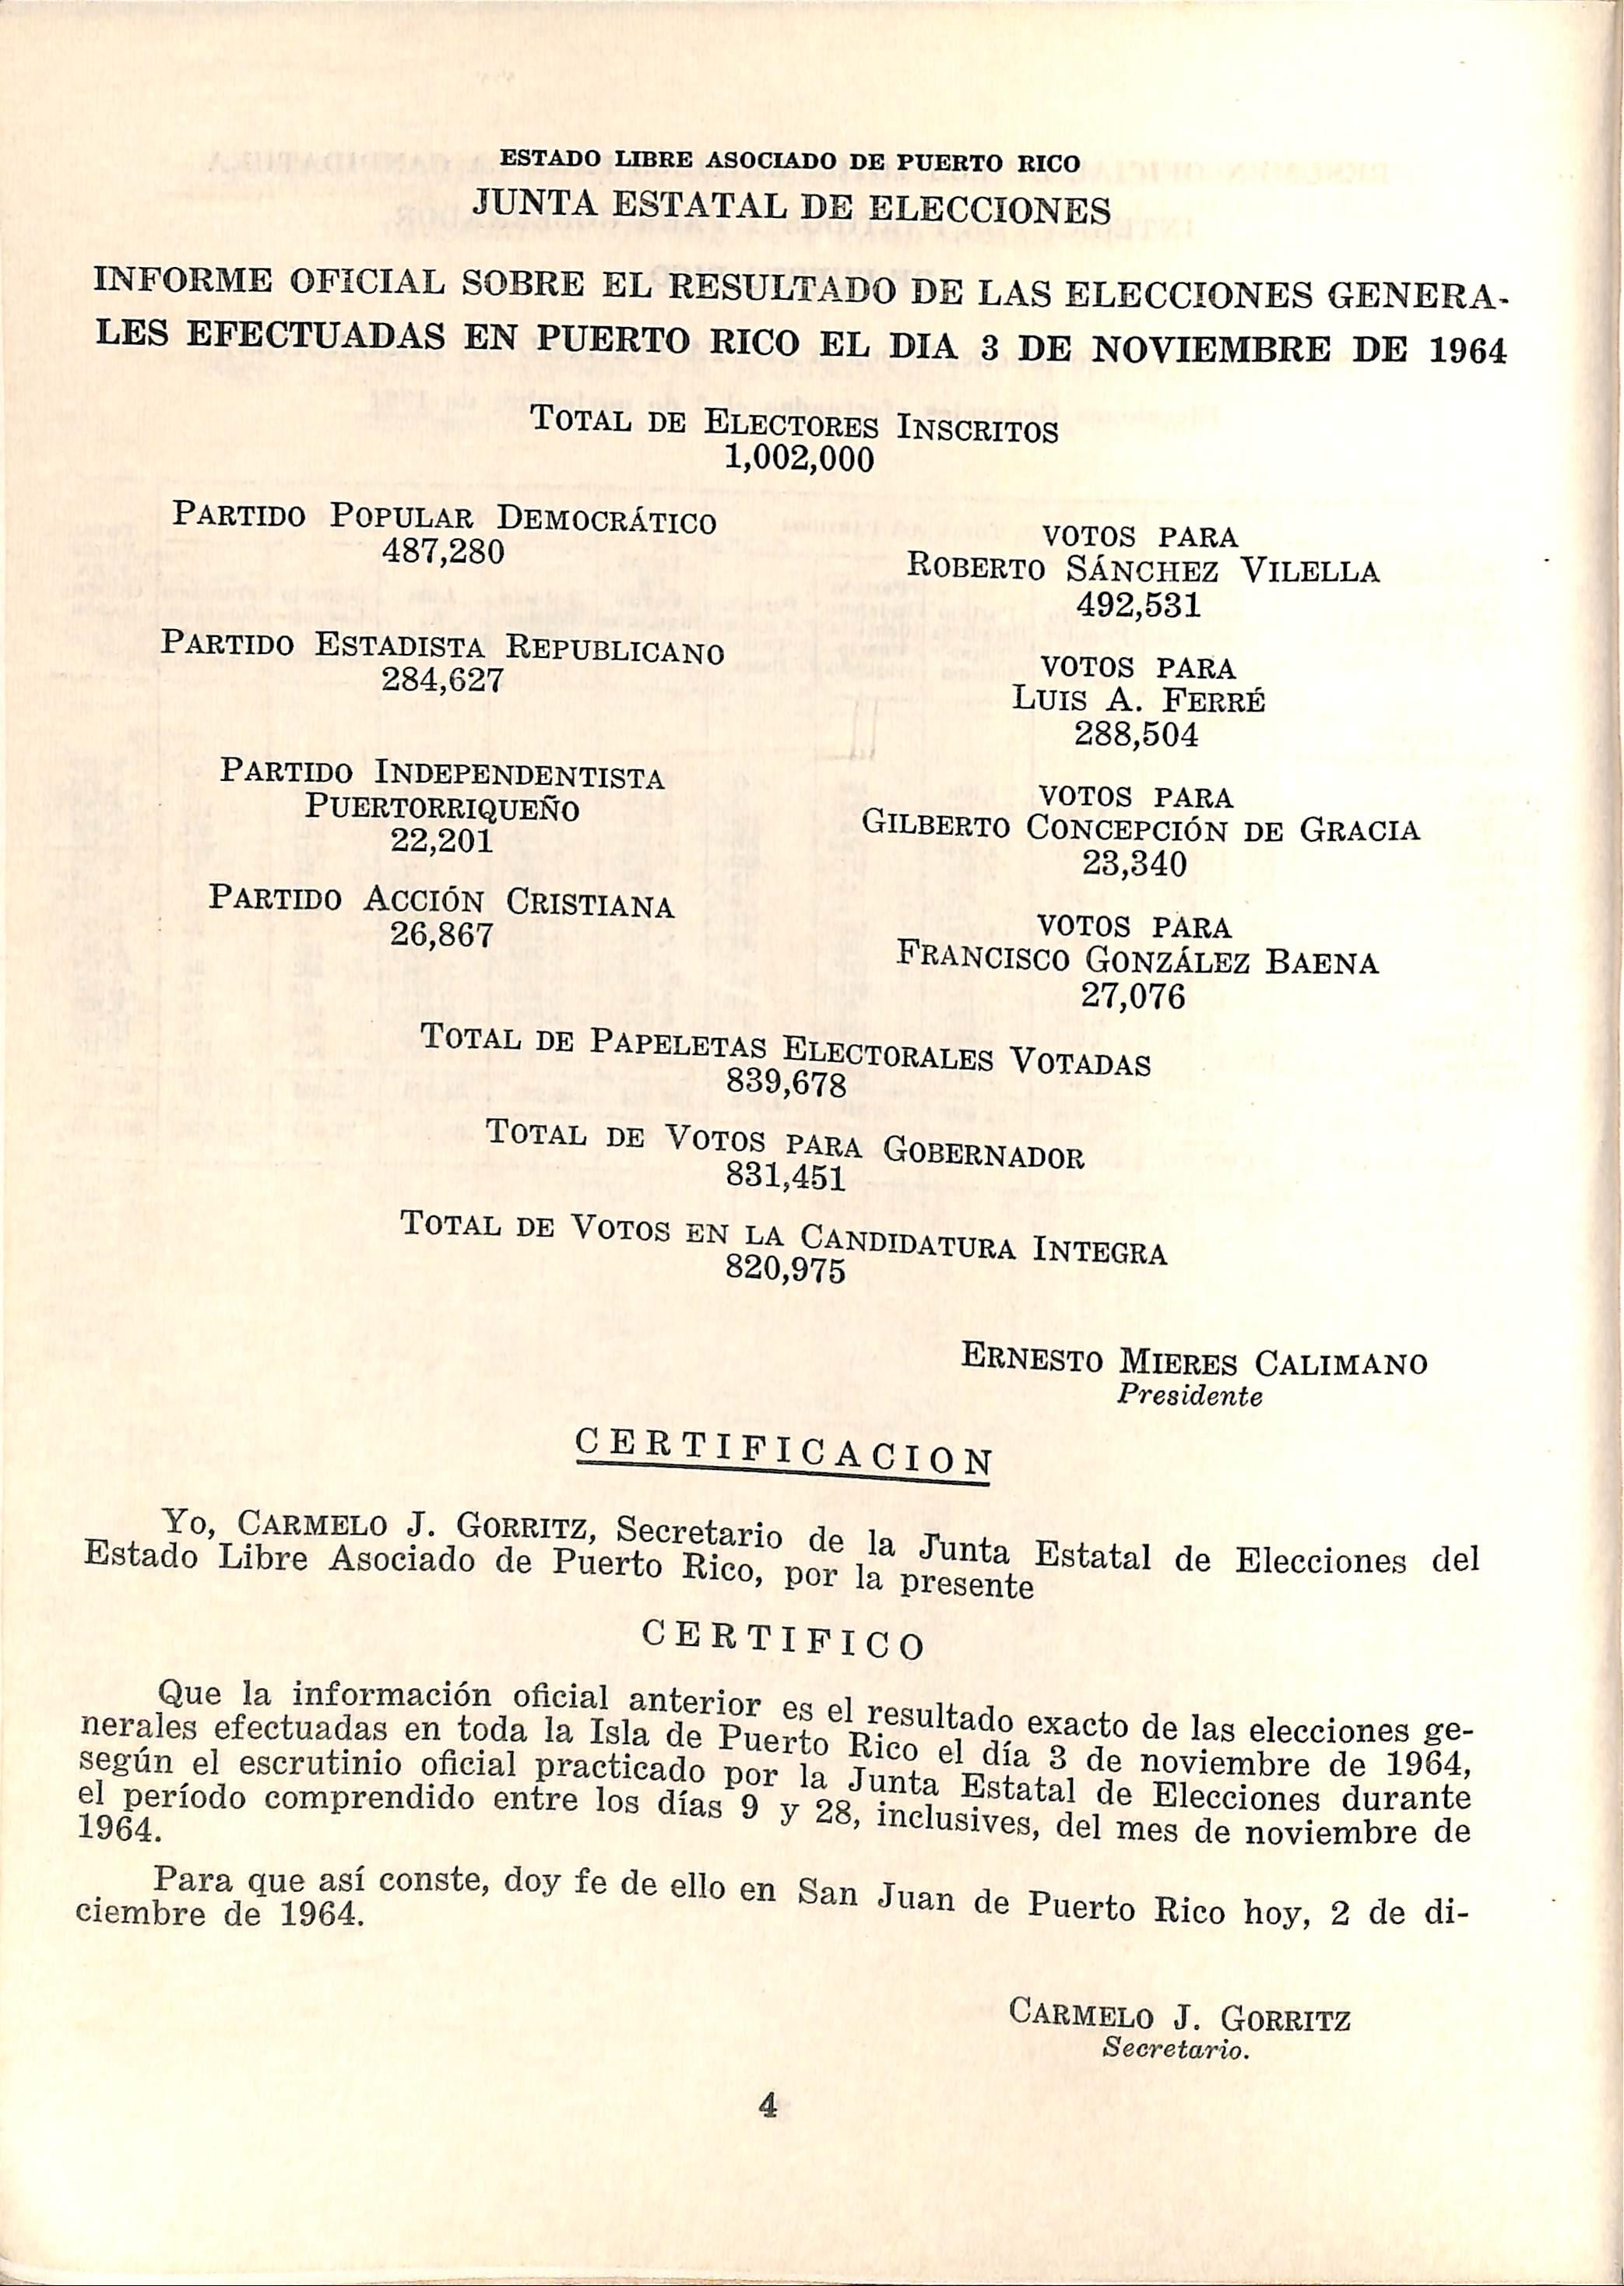 ESTADO LIBRE ASOCIADO DE PUERTO RICO
JUNTA ESTATAL DE ELECCIONES
INFORME OFICIAL SOBRE EL RESULTADO DE LAS ELECCIONES GENERA-
LES EFECTUADAS EN PUERTO RICO EL DIA 3 DE NOVIEMBRE DE 1964
TOTAL DE ELECTORES INSCRITOS
1,002,000
PARTIDO POPULAR DEMOCRÁTICO
487,280
VOTOS PARA
ROBERTO SÁNCHEZ VILELLA
492,531
PARTIDO ESTADISTA REPUBLICANO
284,627
VOTOS PARA
LUIS A. FERRÉ
288,504
PARTIDO INDEPENDENTISTA
PUERTORRIQUEÑO
22,201
VOTOS PARA
GILBERTO CONCEPCIÓN DE GRACIA
23,340
PARTIDO ACCIÓN CRISTIANA
26,867
VOTOS PARA
FRANCISCO GONZÁLEZ BAENA
27,076
TOTAL DE PAPELETAS ELECTORALES VOTADAS
839,678
TOTAL DE VOTOS PARA GOBERNADOR
831,451
TOTAL DE VOTOS EN LA CANDIDATURA INTEGRA
820,975
ERNESTO MIERES CALIMANO
Presidente
CERTIFICACION
Yo, CARMELO J. GORRITZ, Secretario de la Junta Estatal de Elecciones del
Estado Libre Asociado de Puerto Rico, por la presente
CERTIFICO
Que la información oficial anterior es el resultado exacto de las elecciones ge-
nerales efectuadas en toda la Isla de Puerto Rico el día 3 de noviembre de 1964,
según el escrutinio oficial practicado por la Junta Estatal de Elecciones durante
el período comprendido entre los días 9 y 28, inclusives, del mes de noviembre de
1964.
Para que así conste, doy fe de ello en San Juan de Puerto Rico hoy, 2 de di-
ciembre de 1964.
CARMELO J. GORRITZ
Secretario.
4